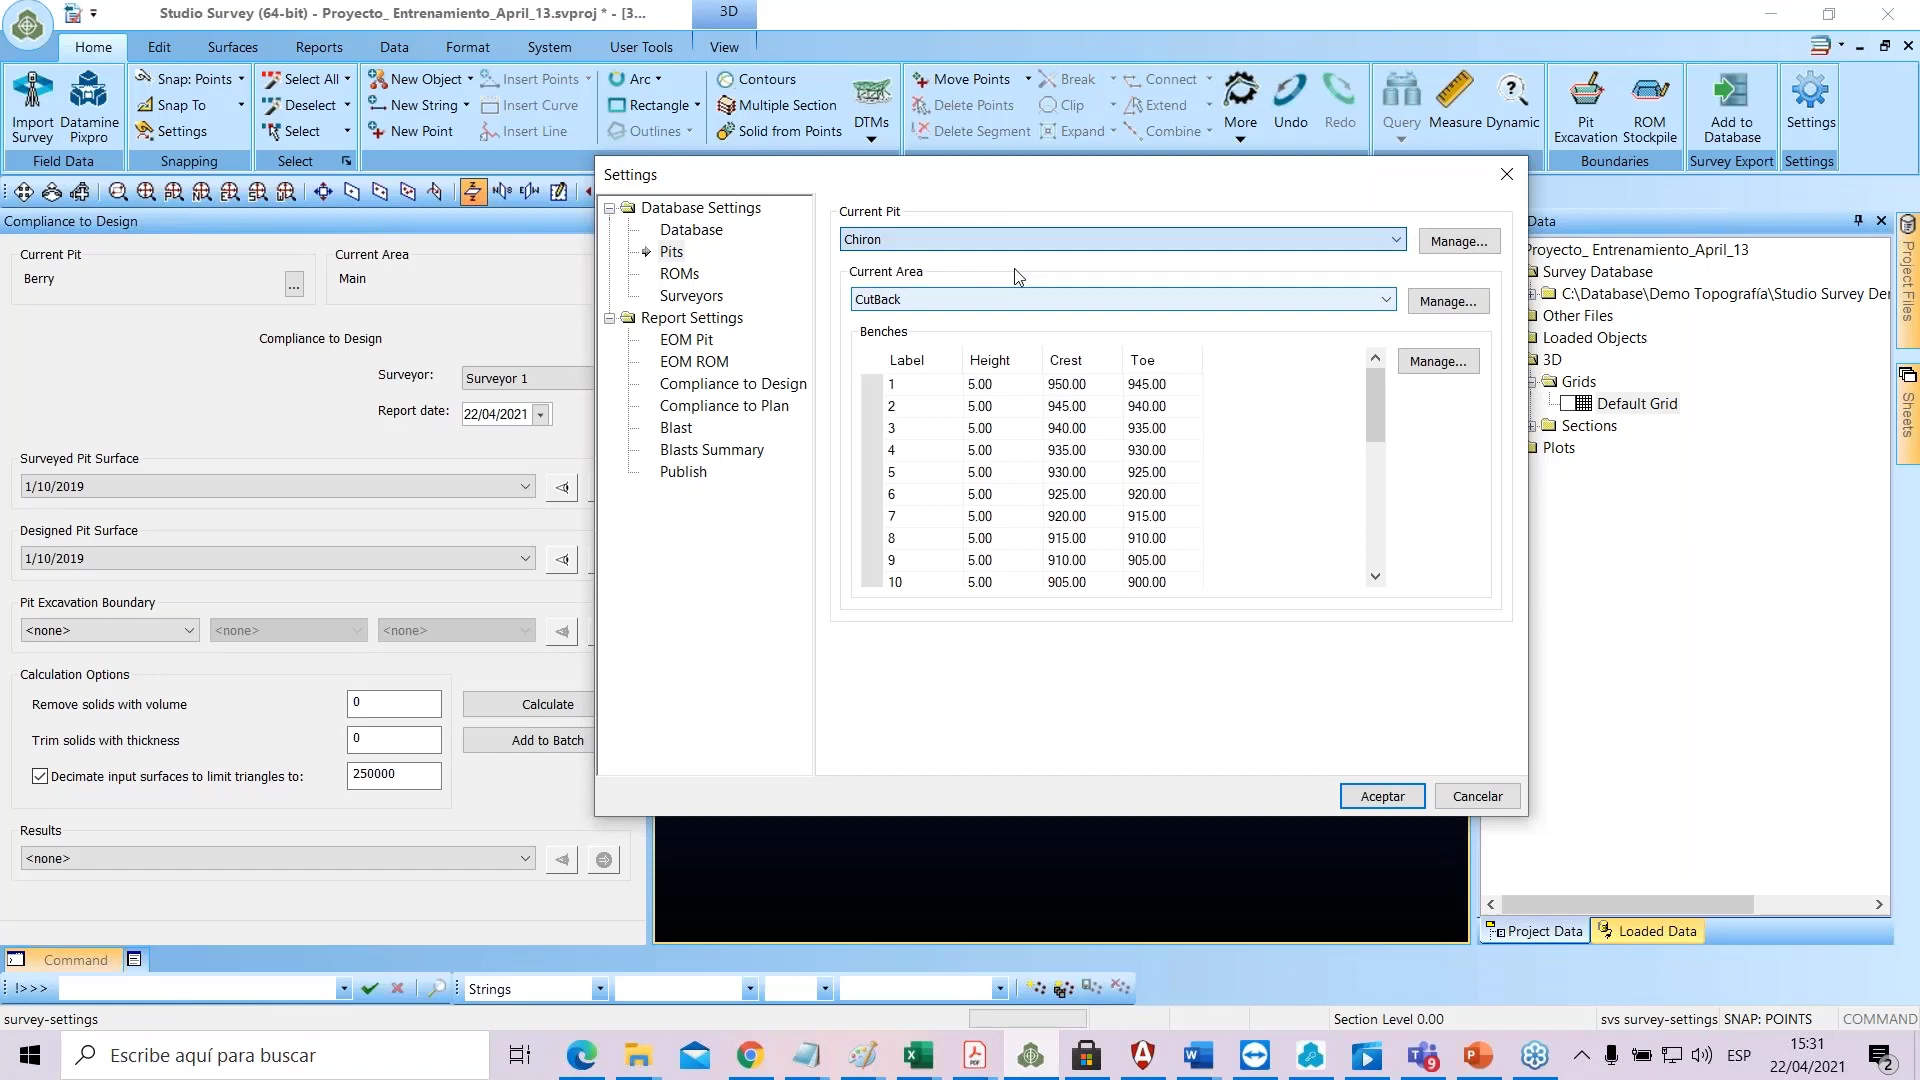 Studio Survey (64-bit) - Proyecto_ Entrenamiento_April_13.svproj * - [3...
3D
Home
Edit
Surfaces
Reports
Data
Format
System
User Tools
View
Import Survey
Datamine Pixpro
Field Data
Snap: Points
Snap To
Settings
Snapping
Select All
Deselect
Select
Select
New Object
New String
New Point
Insert Points
Insert Curve
Insert Line
Arc
Rectangle
Outlines
Contours
Multiple Section
Solid from Points
DTMs
Move Points
Delete Points
Delete Segment
Break
Clip
Expand
Connect
Extend
Combine
More
Undo
Redo
Query
Measure
Dynamic
Pit Excavation
ROM Stockpile
Boundaries
Add to Database
Survey Export
Settings
Settings
Compliance to Design
Current Pit
Berry
...
Current Area
Main
Compliance to Design
Surveyor:
Surveyor 1
Report date:
22/04/2021
Surveyed Pit Surface
1/10/2019
Designed Pit Surface
1/10/2019
Pit Excavation Boundary
<none>
<none>
<none>
Calculation Options
Remove solids with volume
0
Calculate
Trim solids with thickness
0
Add to Batch
Decimate input surfaces to limit triangles to:
250000
Results
<none>
Settings
Database Settings
Database
Pits
ROMs
Surveyors
Report Settings
EOM Pit
EOM ROM
Compliance to Design
Compliance to Plan
Blast
Blasts Summary
Publish
Current Pit
Chiron
Manage...
Current Area
CutBack
Manage...
Benches
Manage...
Label Height Crest Toe
1 5.00 950.00 945.00
2 5.00 945.00 940.00
3 5.00 940.00 935.00
4 5.00 935.00 930.00
5 5.00 930.00 925.00
6 5.00 925.00 920.00
7 5.00 920.00 915.00
8 5.00 915.00 910.00
9 5.00 910.00 905.00
10 5.00 905.00 900.00
Aceptar
Cancelar
Data
Proyecto_ Entrenamiento_April_13
Survey Database
C:\Database\Demo Topografía\Studio Survey Der
Other Files
Loaded Objects
3D
Grids
Default Grid
Sections
Plots
Project Files
Sheets
Project Data
Loaded Data
Command
!>>>
Strings
survey-settings
Section Level 0.00
svs survey-settings
SNAP: POINTS
COMMAND
Escribe aquí para buscar
9
ESP
15:31
22/04/2021
2